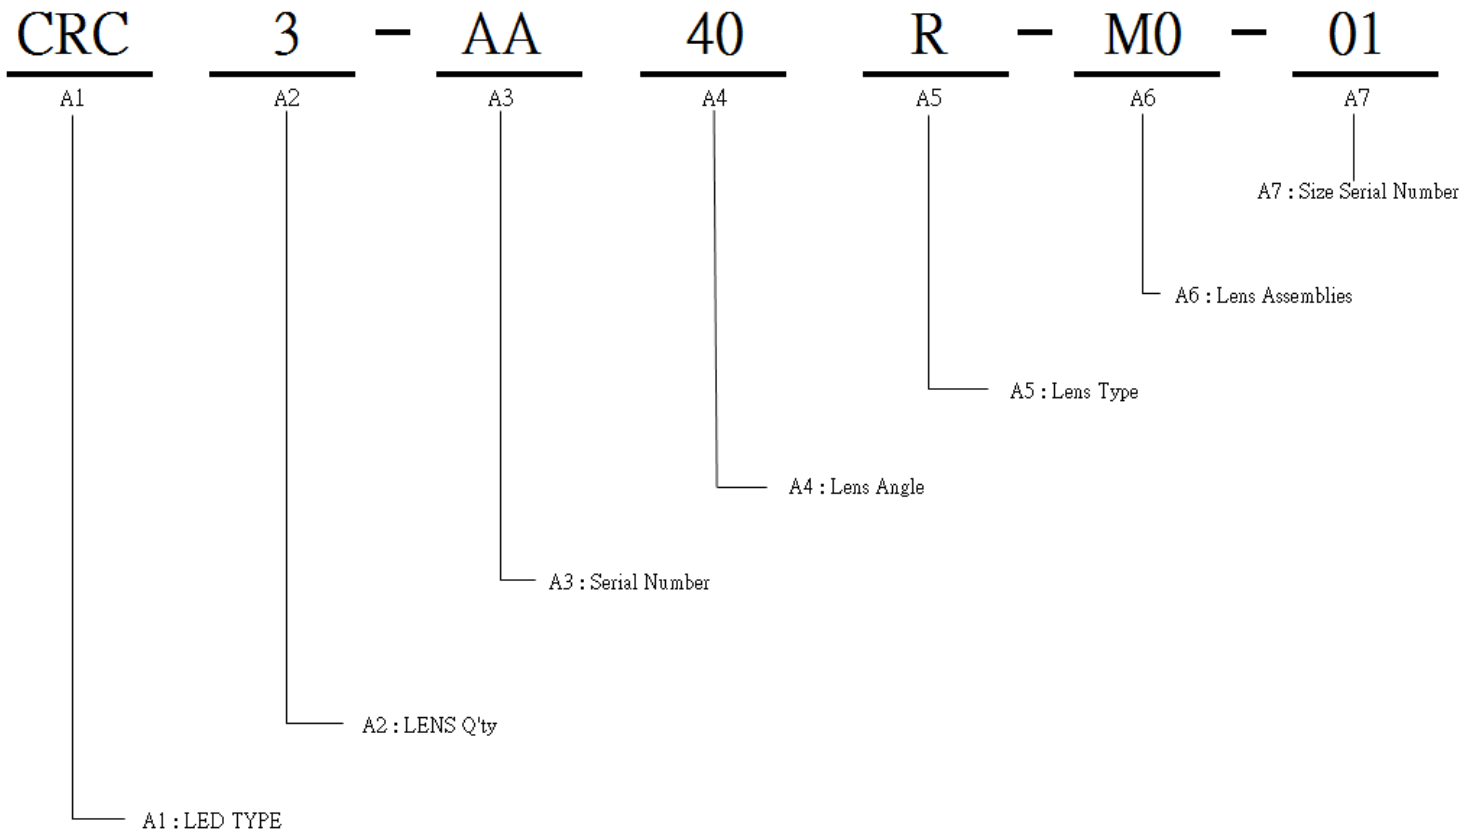 CRC 3 - AA 40 R - M0 - 01
A1 A2 A3 A4 A5 A6 A7
A7 : Size Serial Number
A6 : Lens Assemblies
A5 : Lens Type
A4 : Lens Angle
A3 : Serial Number
A2 : LENS Q'ty
A1 : LED TYPE